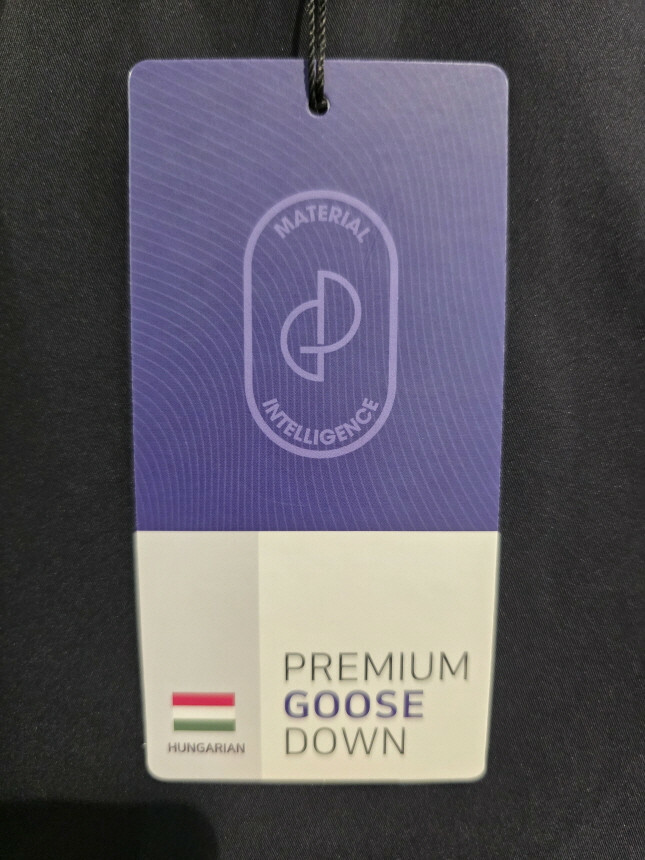 MATERIAL
INTELLIGENCE
PREMIUM
GOOSE
DOWN
HUNGARIAN